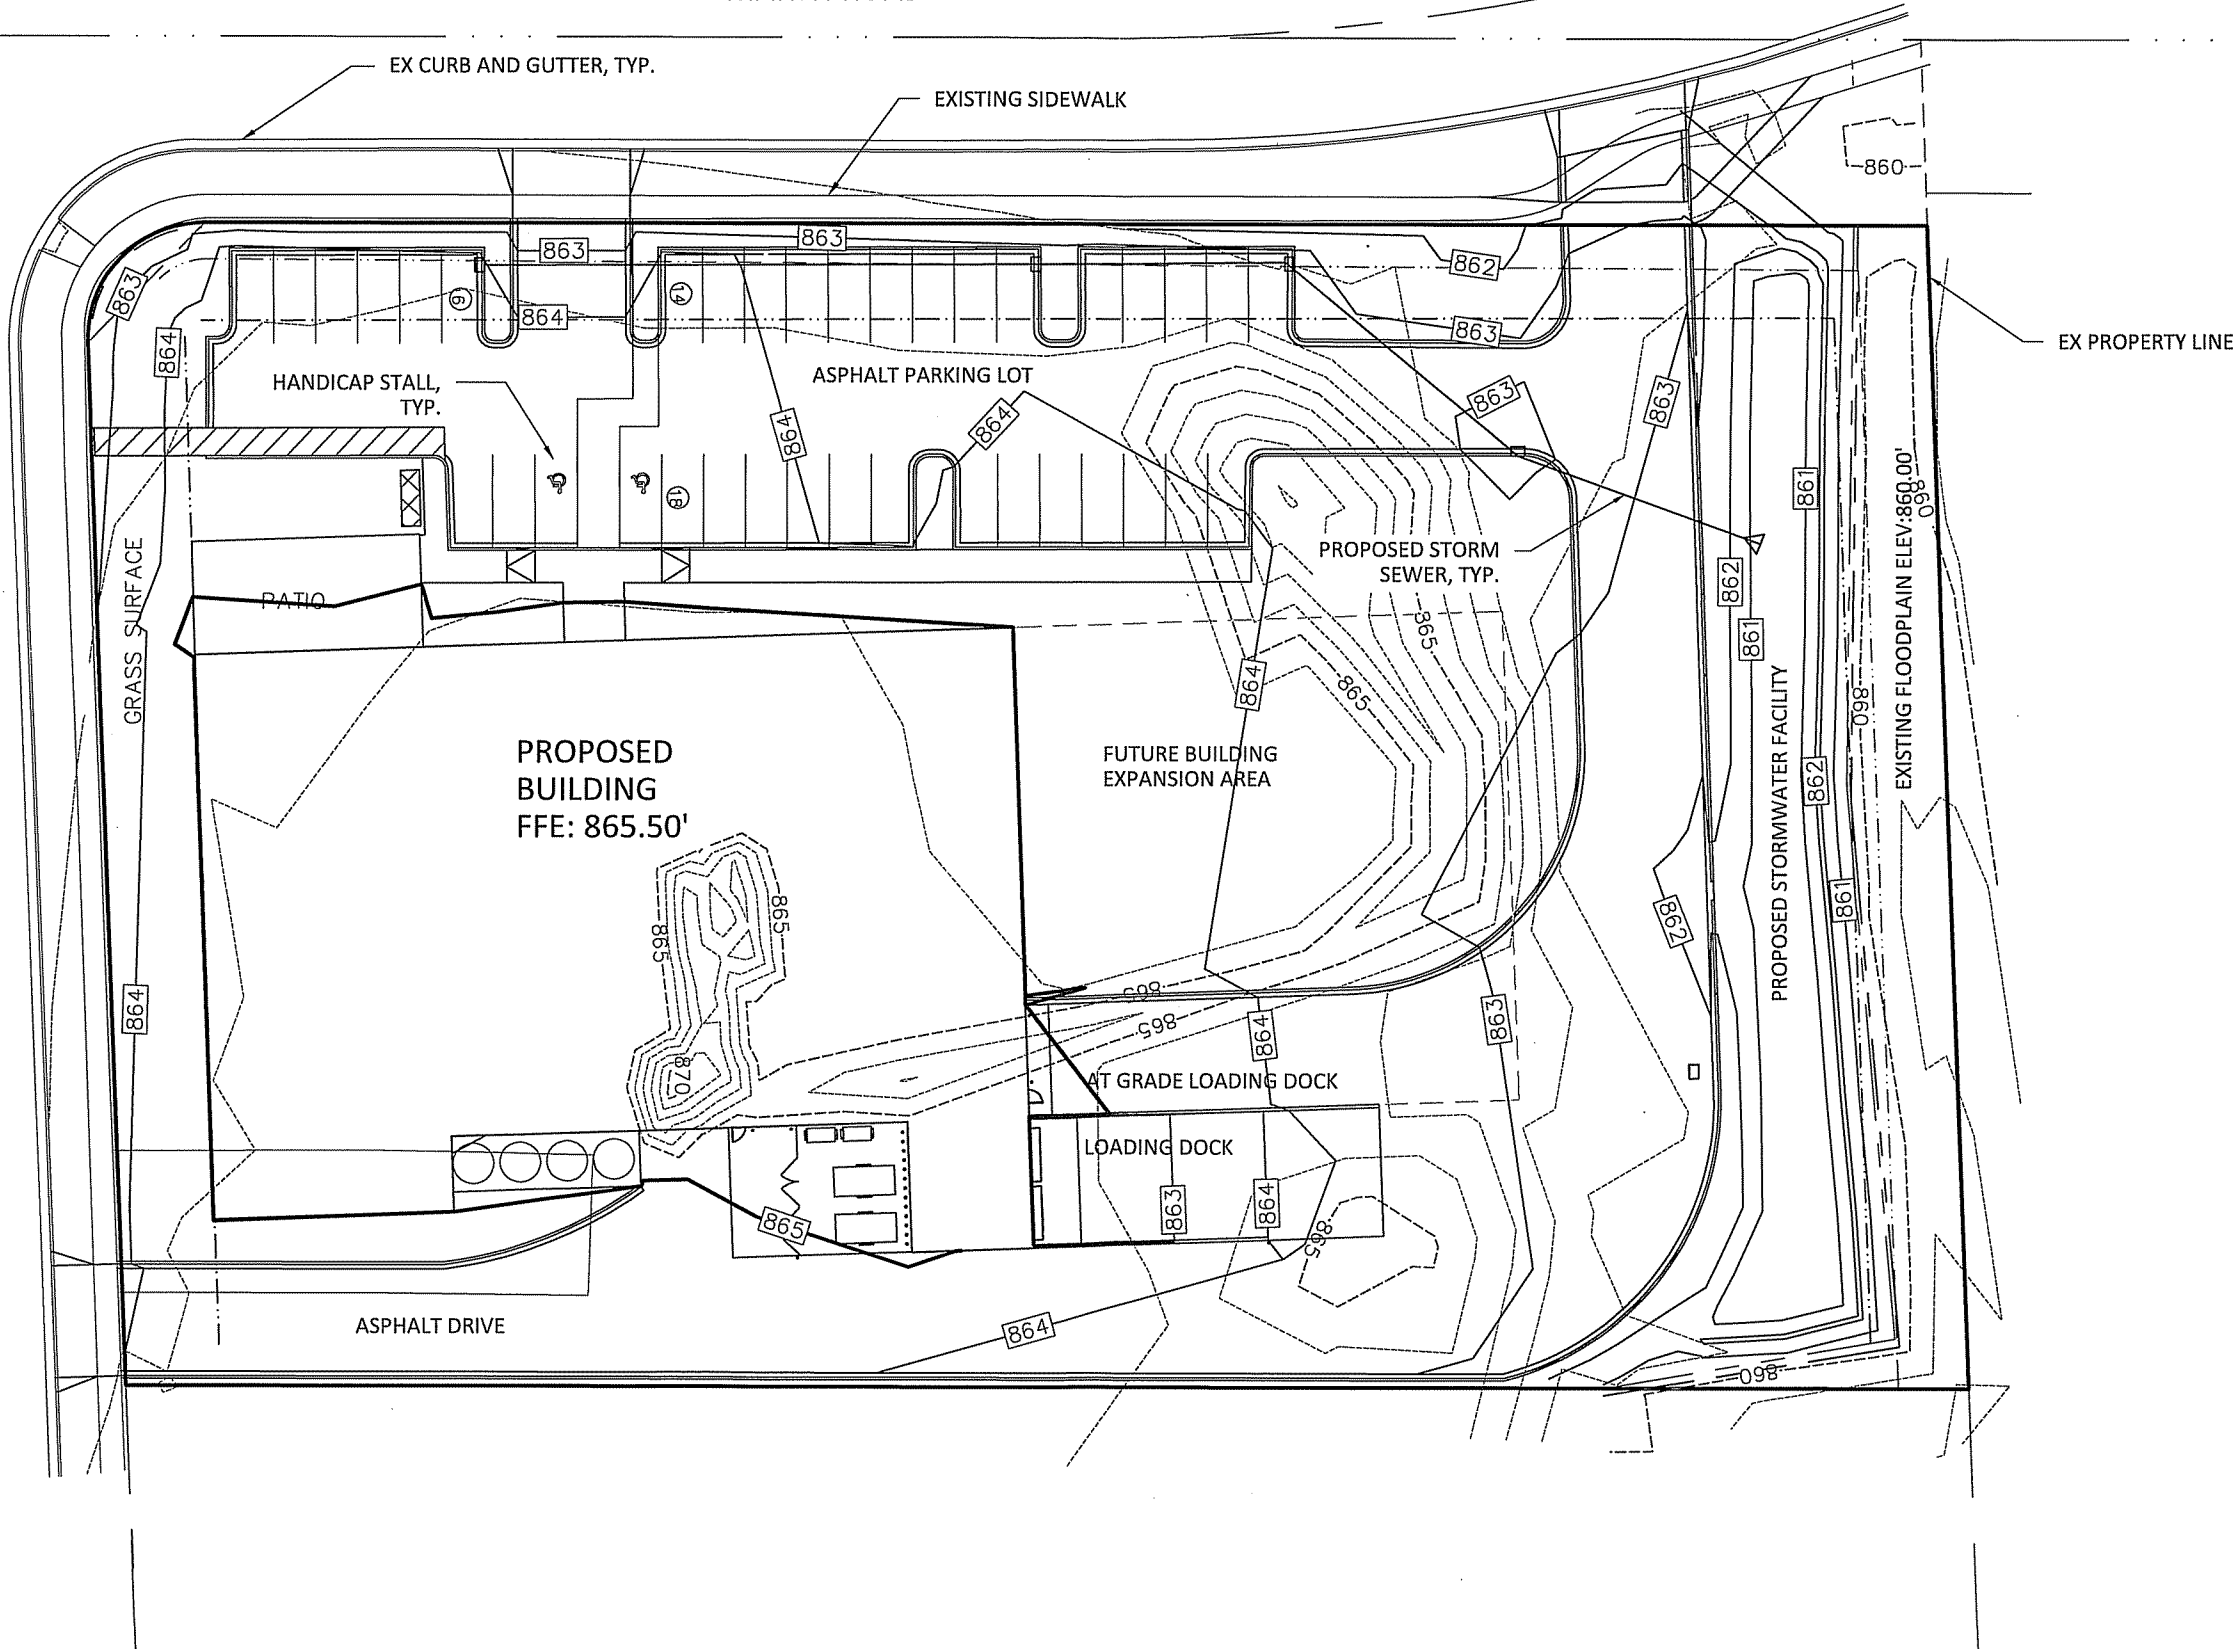 EX CURB AND GUTTER, TYP.
EXISTING SIDEWALK
860
863
863
863
862
864
864
863
6
14
EX PROPERTY LINE
HANDICAP STALL,
TYP.
ASPHALT PARKING LOT
864
864
863
863
18
861
EXISTING FLOODPLAIN ELEV:860.00'
860
GRASS SURFACE
PATIO
PROPOSED STORM
SEWER, TYP.
862
861
865
864
865
860
PROPOSED
BUILDING
FFE: 865.50'
FUTURE BUILDING
EXPANSION AREA
PROPOSED STORMWATER FACILITY
862
861
862
865
865
864
865
865
864
863
870
AT GRADE LOADING DOCK
LOADING DOCK
863
864
865
865
ASPHALT DRIVE
864
860